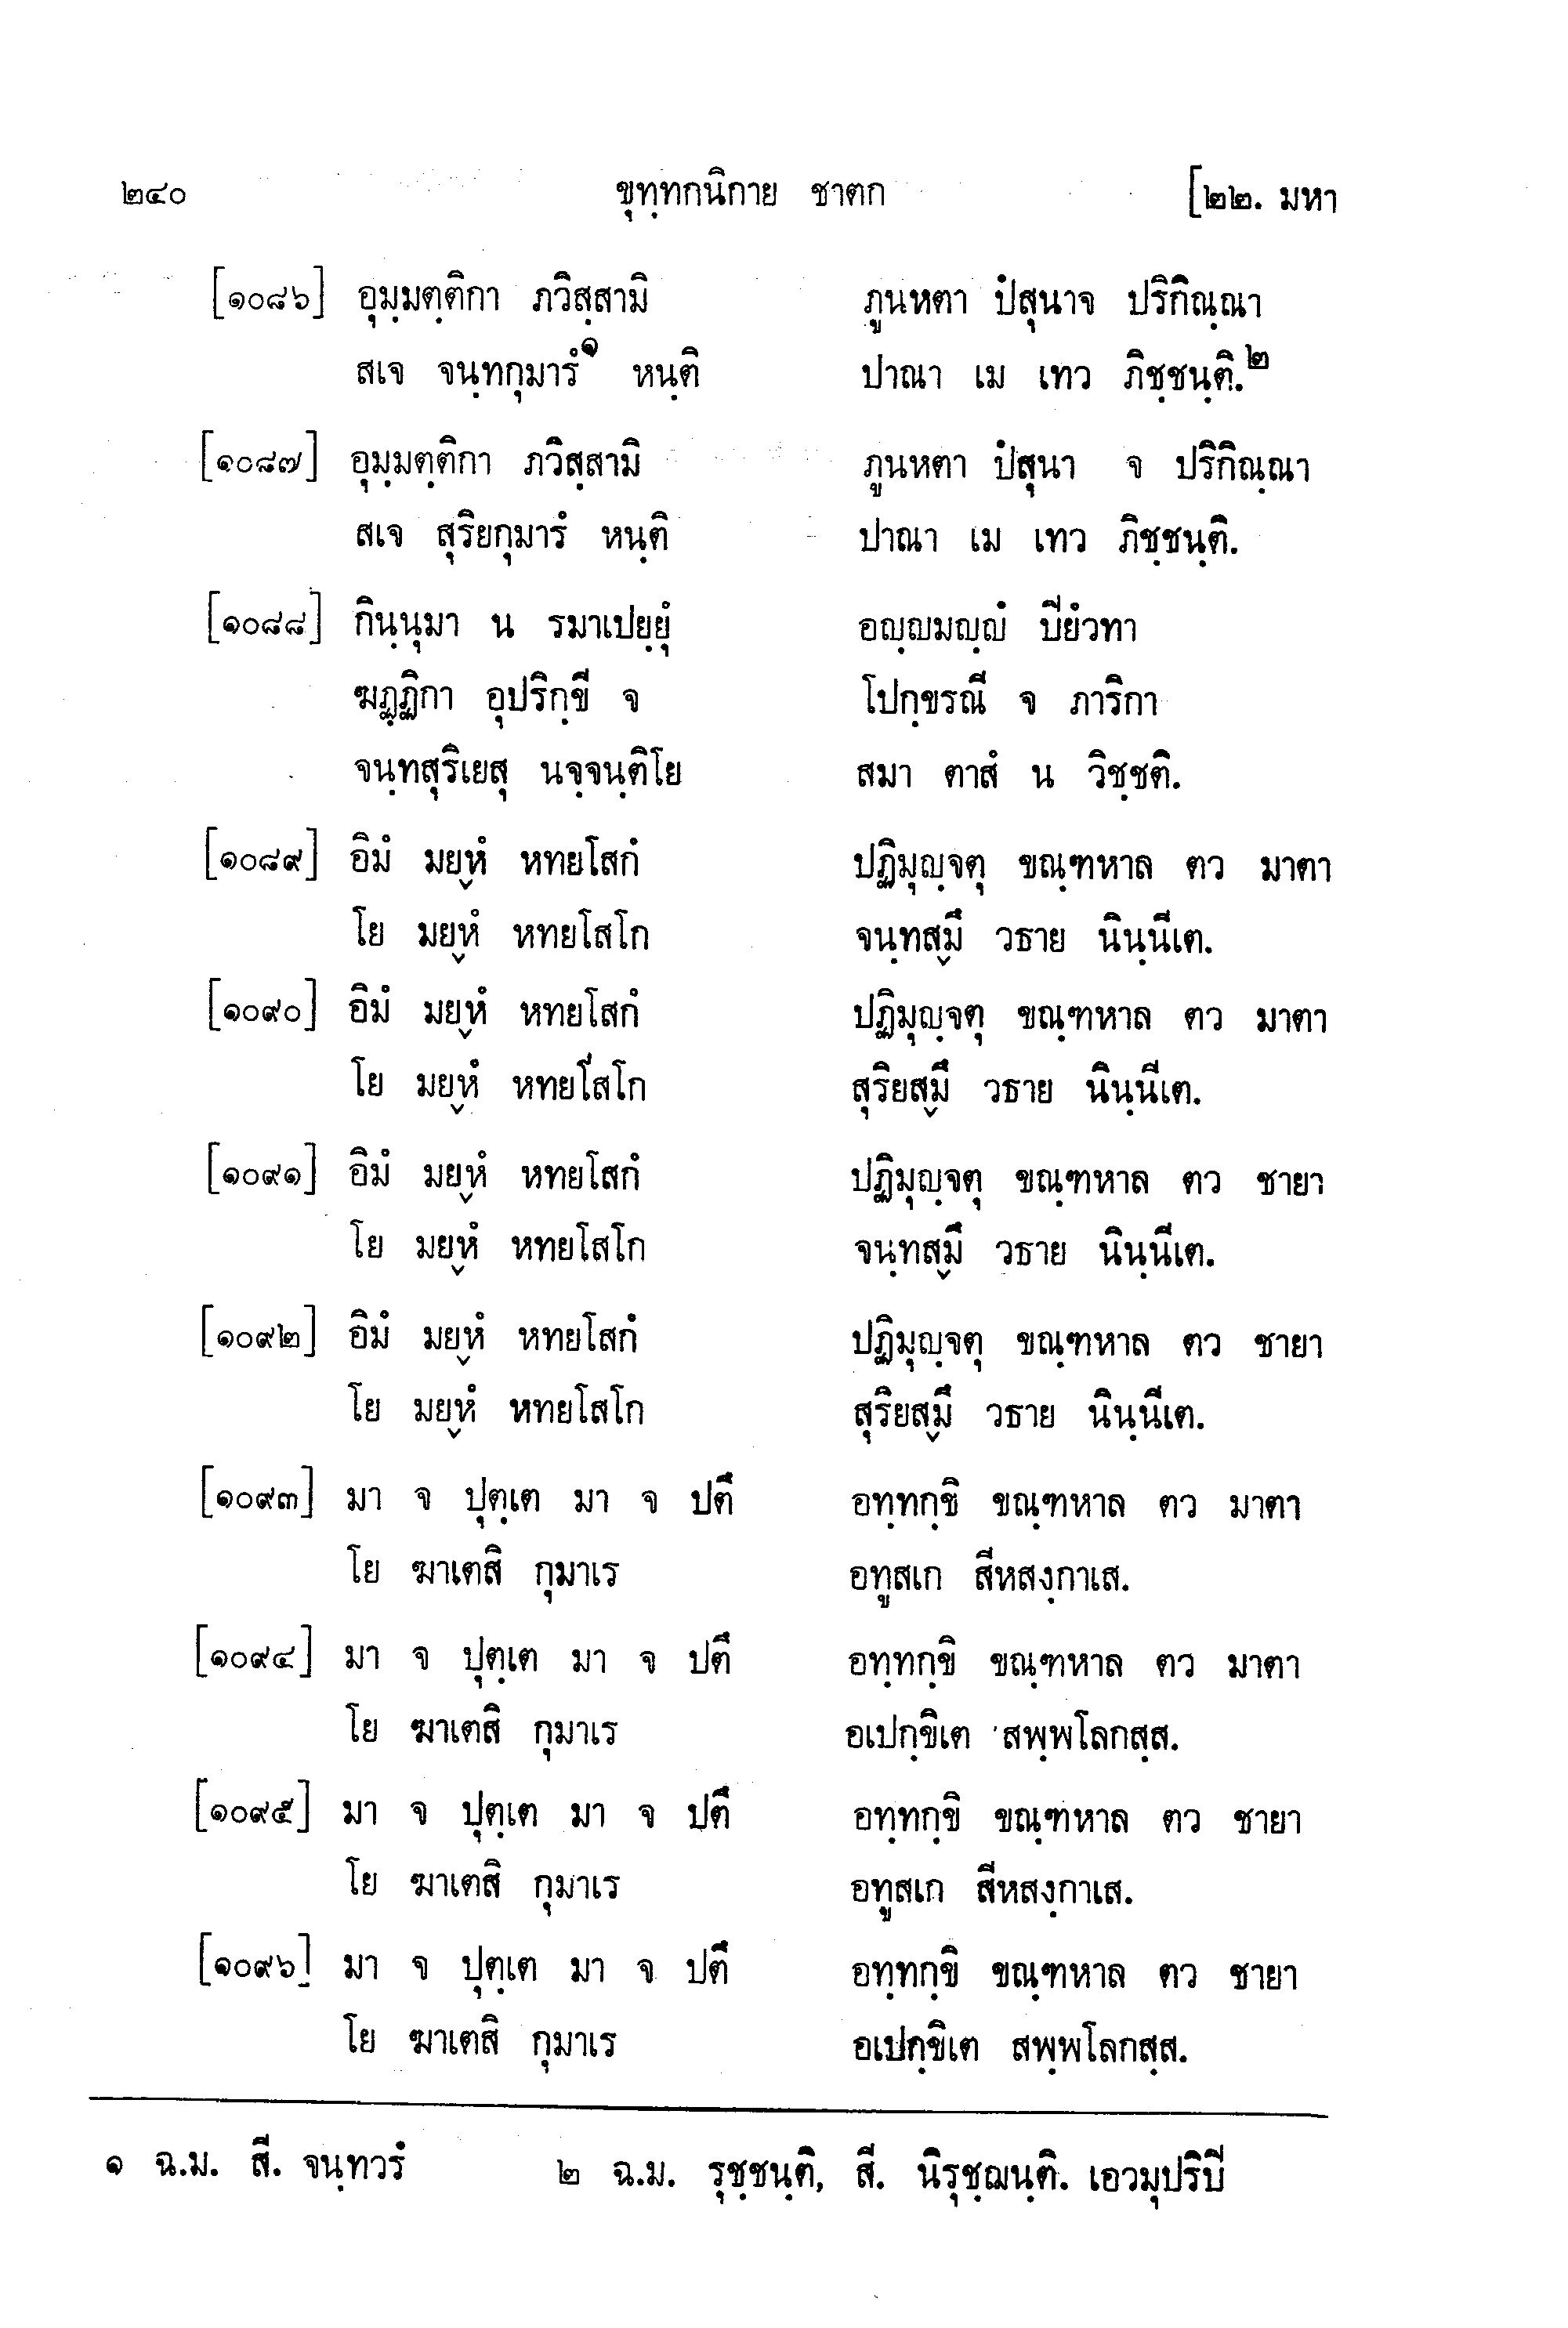 ๒๔๐ ขุทฺทกนิกาย ชาตก [๒๒. มหา
[๑๐๘๖] อุมฺมตฺติกา ภวิสฺสามิ ภูนหตา ปํสุนาจ ปริกิณฺณา
สเจ จนฺทกุมารํ๑ หนฺติ ปาณา เม เทว ภิชฺชนฺติ.๒
[๑๐๘๗] อุมฺมตฺติกา ภวิสฺสามิ ภูนหตา ปํสุนา จ ปริกิณฺณา
สเจ สุริยกุมารํ หนฺติ ปาณา เม เทว ภิชฺชนฺติ.
[๑๐๘๘] กินฺนุมา น รมาเปยฺยุํ อญฺญมญฺญํ ปิยํวทา
ฆฏฺฏิกา อุปริกฺขี จ โปกฺขรณี จ ภาริกา
จนฺทสุริเยสุ นจฺจนฺติโย สมา ตาสํ น วิชฺชติ.
[๑๐๘๙] อิมํ มยฺหํ หทยโสกํ ปฏิมุญฺจตุ ขณฺฑหาล ตว มาตา
โย มยฺหํ หทยโสโก จนฺทสฺมึ วธาย นินฺนีเต.
[๑๐๙๐] อิมํ มยฺหํ หทยโสกํ ปฏิมุญฺจตุ ขณฺฑหาล ตว มาตา
โย มยฺหํ หทยโสโก สุริยสฺมึ วธาย นินฺนีเต.
[๑๐๙๑] อิมํ มยฺหํ หทยโสกํ ปฏิมุญฺจตุ ขณฺฑหาล ตว ชายา
โย มยฺหํ หทยโสโก จนฺทสฺมึ วธาย นินฺนีเต.
[๑๐๙๒] อิมํ มยฺหํ หทยโสกํ ปฏิมุญฺจตุ ขณฺฑหาล ตว ชายา
โย มยฺหํ หทยโสโก สุริยสฺมึ วธาย นินฺนีเต.
[๑๐๙๓] มา จ ปุตฺเต มา จ ปตึ อทฺทกฺขิ ขณฺฑหาล ตว มาตา
โย ฆาเตสิ กุมาเร อทูสเก สีหสงฺกาเส.
[๑๐๙๔] มา จ ปุตฺเต มา จ ปตึ อทฺทกฺขิ ขณฺฑหาล ตว มาตา
โย ฆาเตสิ กุมาเร อเปกฺขิเต สพฺพโลกสฺส.
[๑๐๙๕] มา จ ปุตฺเต มา จ ปตึ อทฺทกฺขิ ขณฺฑหาล ตว ชายา
โย ฆาเตสิ กุมาเร อทูสเก สีหสงฺกาเส.
[๑๐๙๖] มา จ ปุตฺเต มา จ ปตึ อทฺทกฺขิ ขณฺฑหาล ตว ชายา
โย ฆาเตสิ กุมาเร อเปกฺขิเต สพฺพโลกสฺส.
๑ ฉ.ม. สี. จนฺทวรํ ๒ ฉ.ม. รุชฺชนฺติ, สี. นิรุชฺฌนฺติ. เอวมุปริปิ